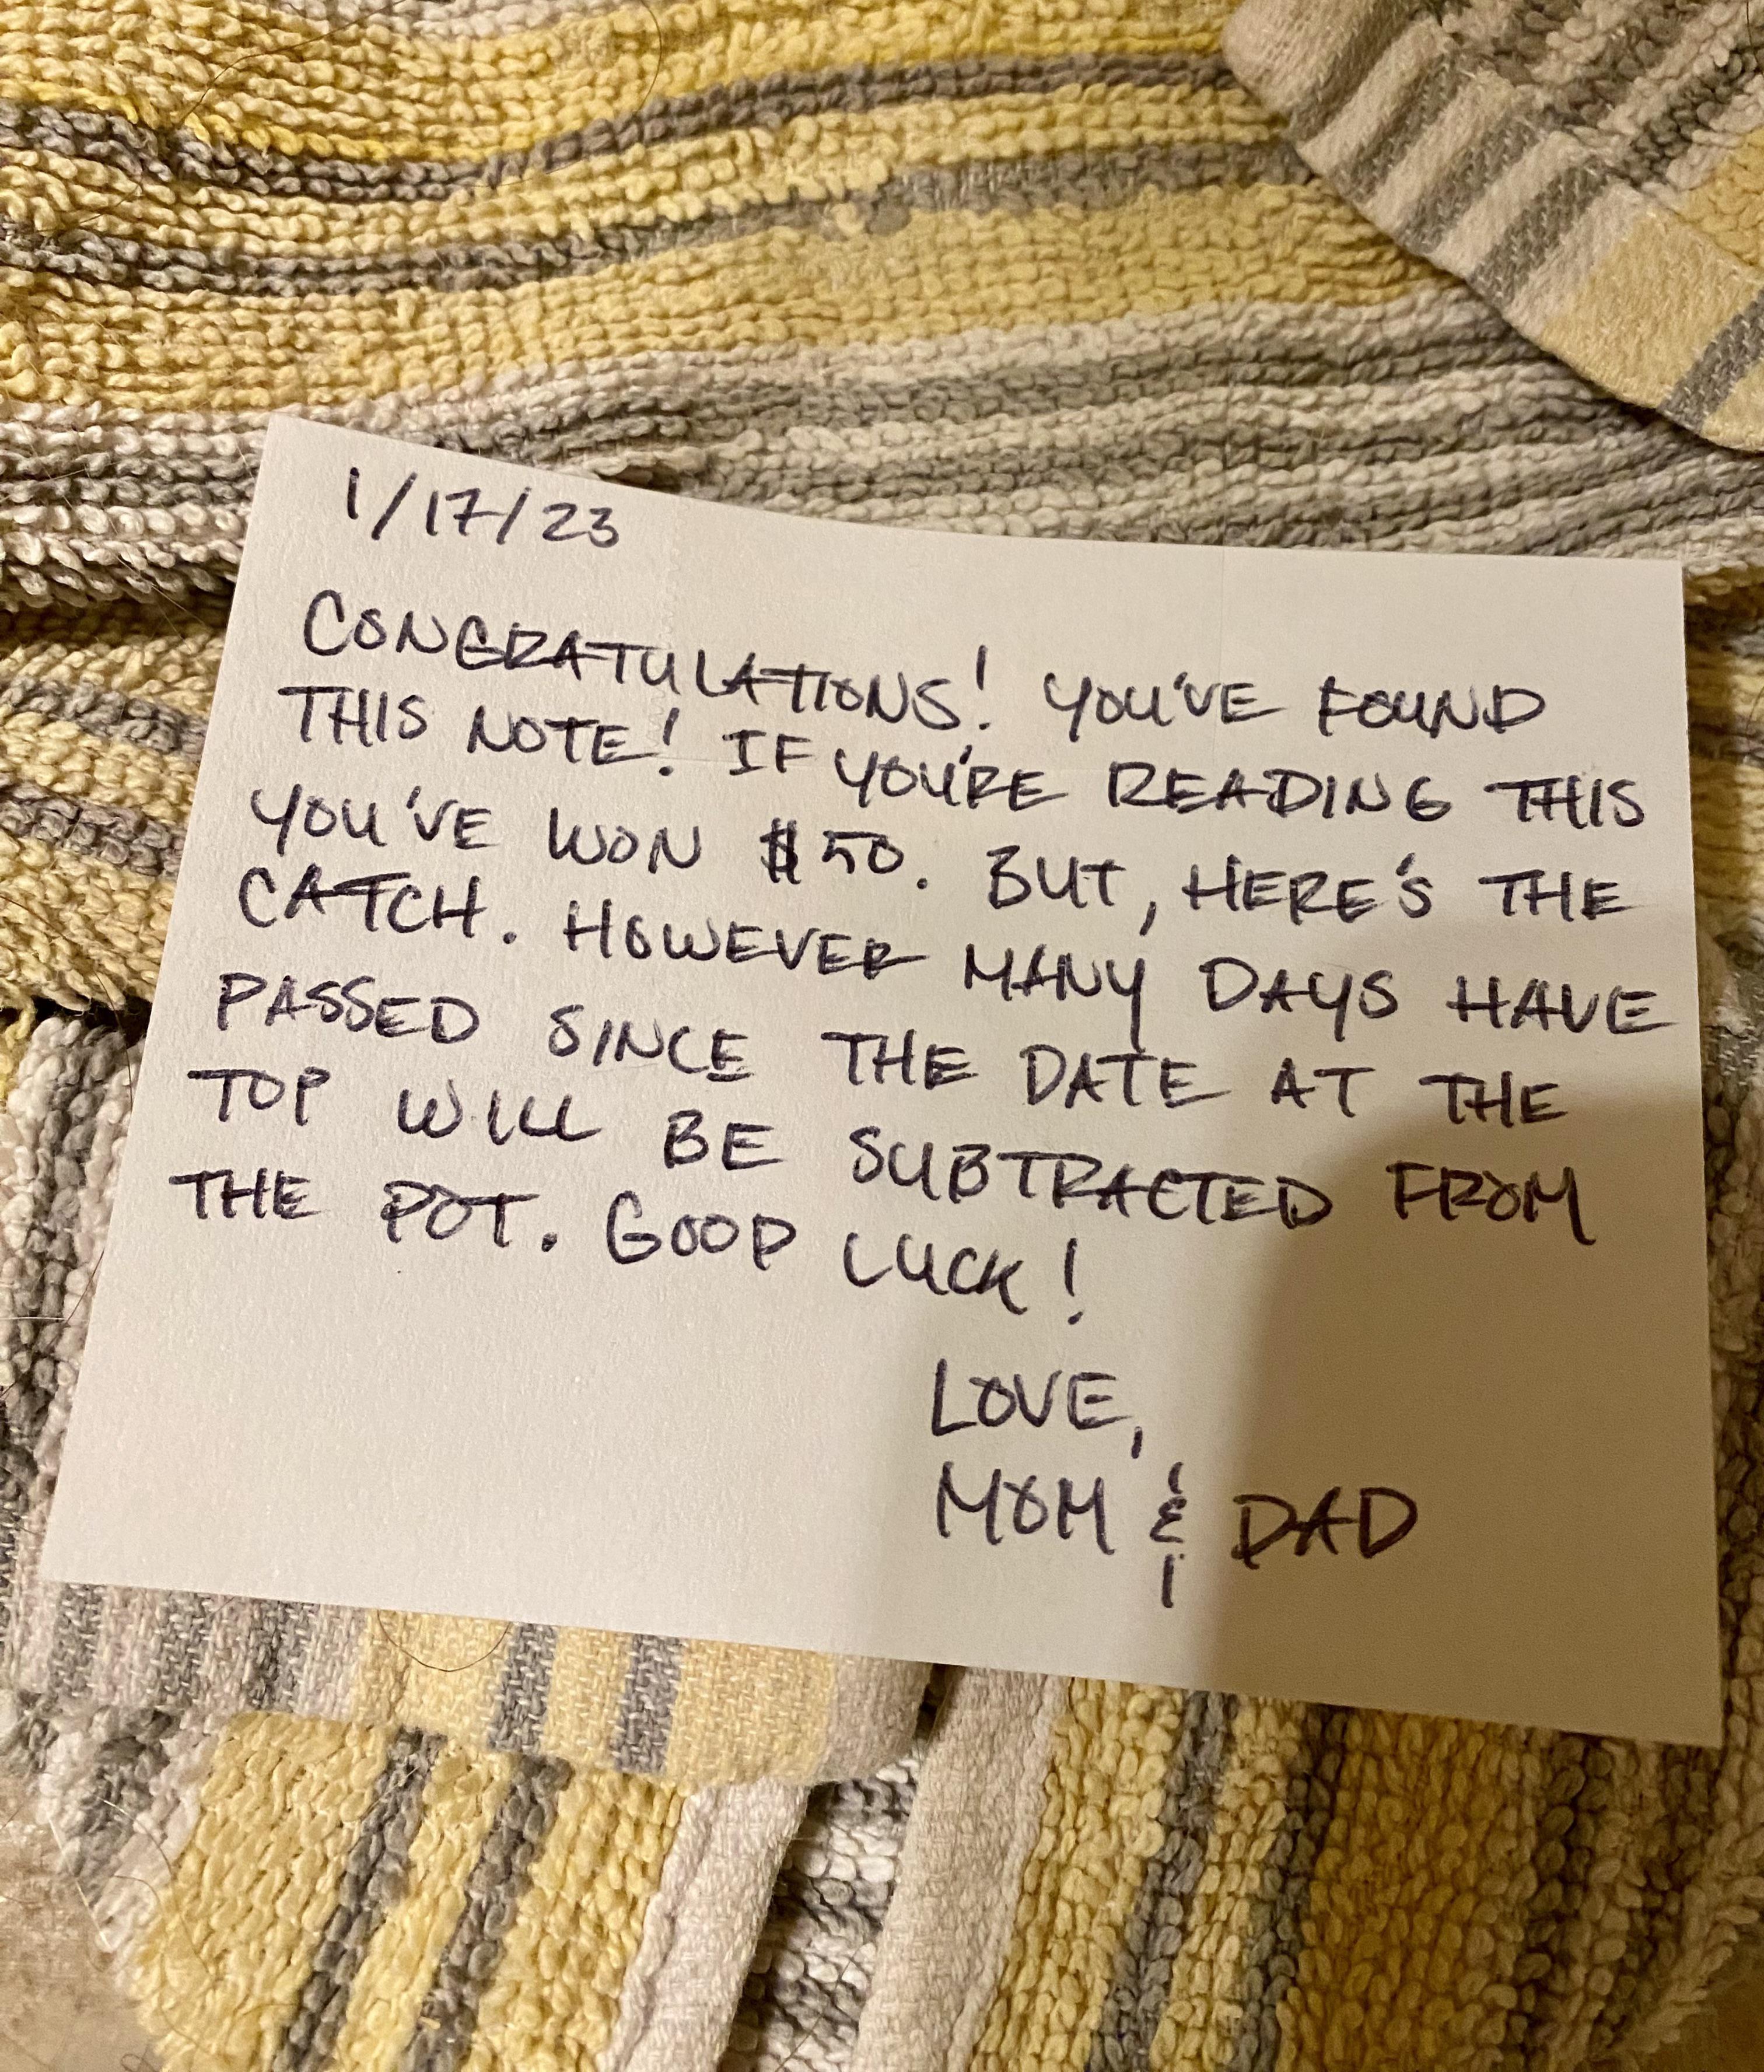 1/17/23
CONGRATULATIONS! YOU'VE FOUND
THIS NOTE! IF YOU'RE READING THIS
YOU'VE WON $50. BUT, HERE'S THE
CATCH. HOWEVER MANY DAYS HAVE
PASSED SINCE THE DATE AT THE
TOP WILL BE SUBTRACTED FROM
THE POT. GOOD LUCK!
LOVE,
MOM & DAD